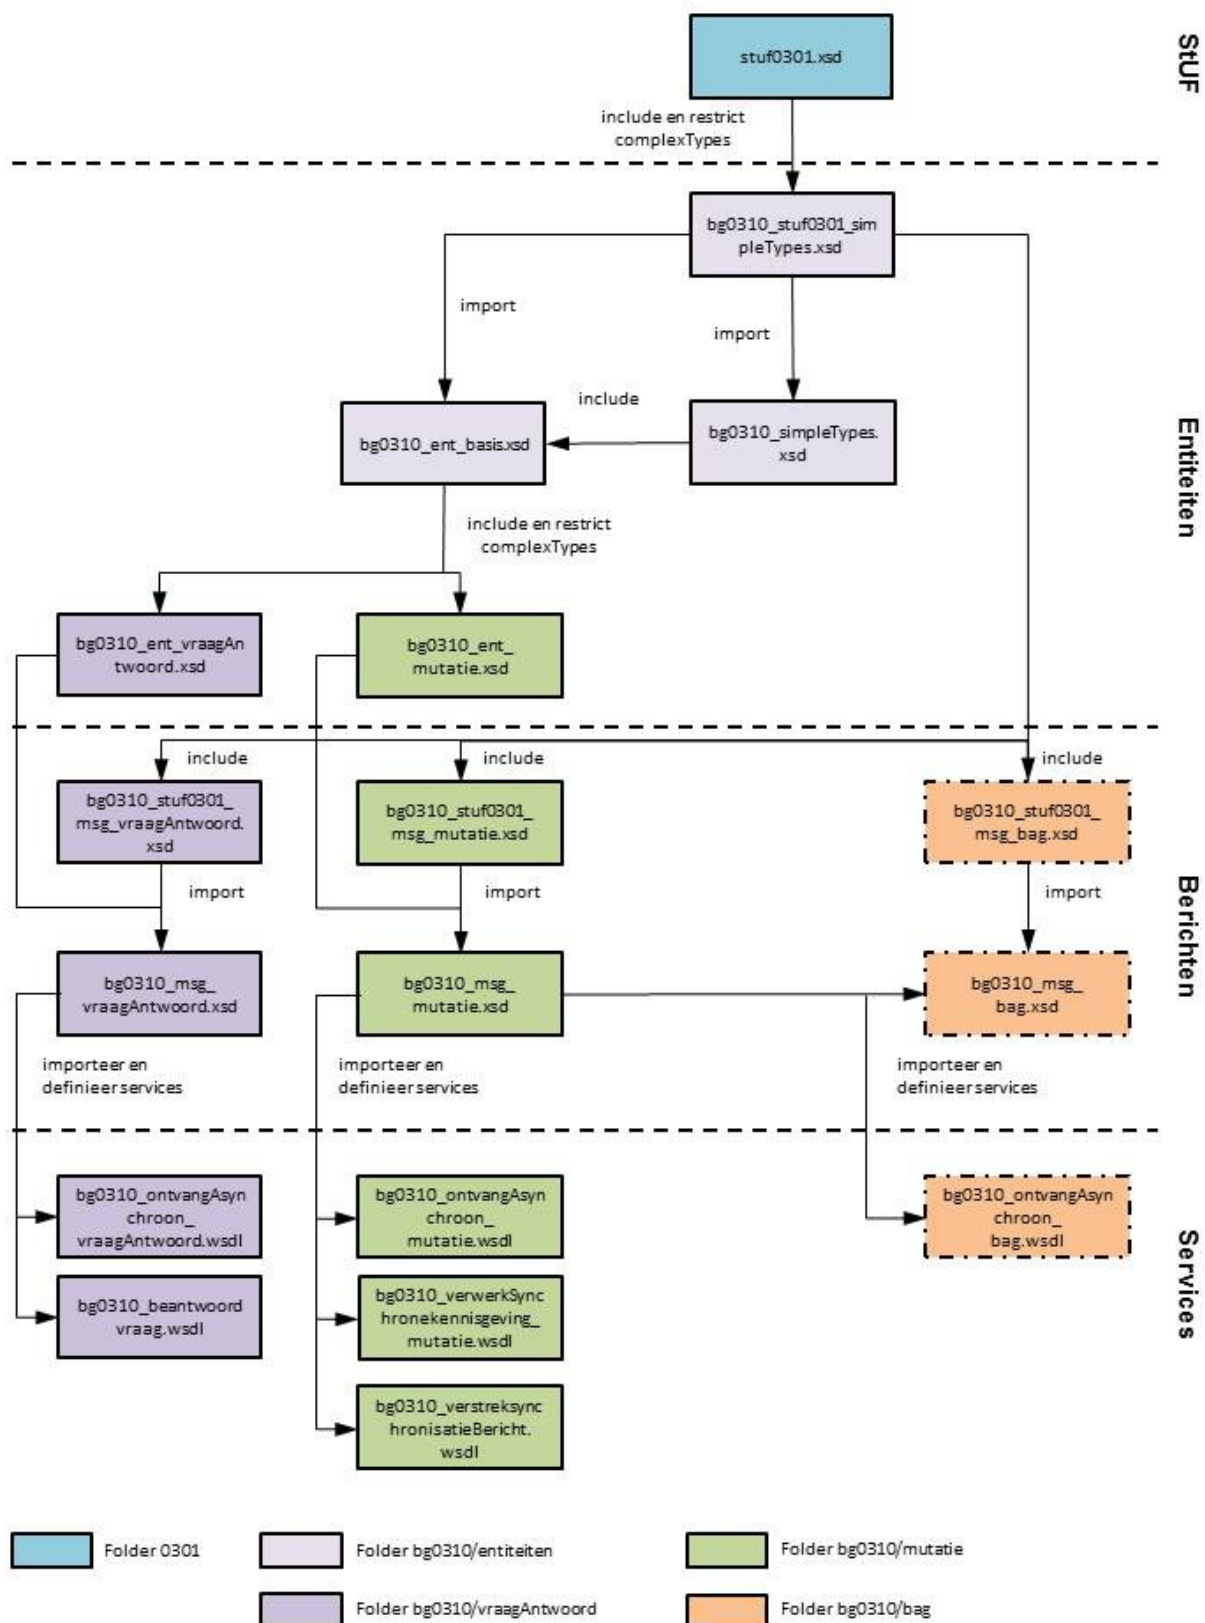 StUF
stuf0301.xsd
include en restrict
complexTypes
bg0310_stuf0301_sim
pleTypes.xsd
import
import
Entiteiten
include
bg0310_ent_basis.xsd
bg0310_simpleTypes.
xsd
include en restrict
complexTypes
bg0310_ent_vraagAn
twoord.xsd
bg0310_ent_
mutatie.xsd
include
include
include
bg0310_stuf0301_
msg_vraagAntwoord.
xsd
bg0310_stuf0301_
msg_mutatie.xsd
bg0310_stuf0301_
msg_bag.xsd
Berichten
import
import
import
bg0310_msg_
vraagAntwoord.xsd
bg0310_msg_
mutatie.xsd
bg0310_msg_
bag.xsd
importeer en
definieer services
importeer en
definieer services
importeer en
definieer services
bg0310_ontvangAsyn
chroon_
vraagAntwoord.wsdl
bg0310_ontvangAsyn
chroon_
mutatie.wsdl
bg0310_ontvangAsyn
chroon_
bag.wsdl
Services
bg0310_beantwoord
vraag.wsdl
bg0310_verwerkSync
hronekennisgeving_
mutatie.wsdl
bg0310_verstreksync
hronisatieBericht.
wsdl
Folder 0301
Folder bg0310/entiteiten
Folder bg0310/mutatie
Folder bg0310/vraagAntwoord
Folder bg0310/bag